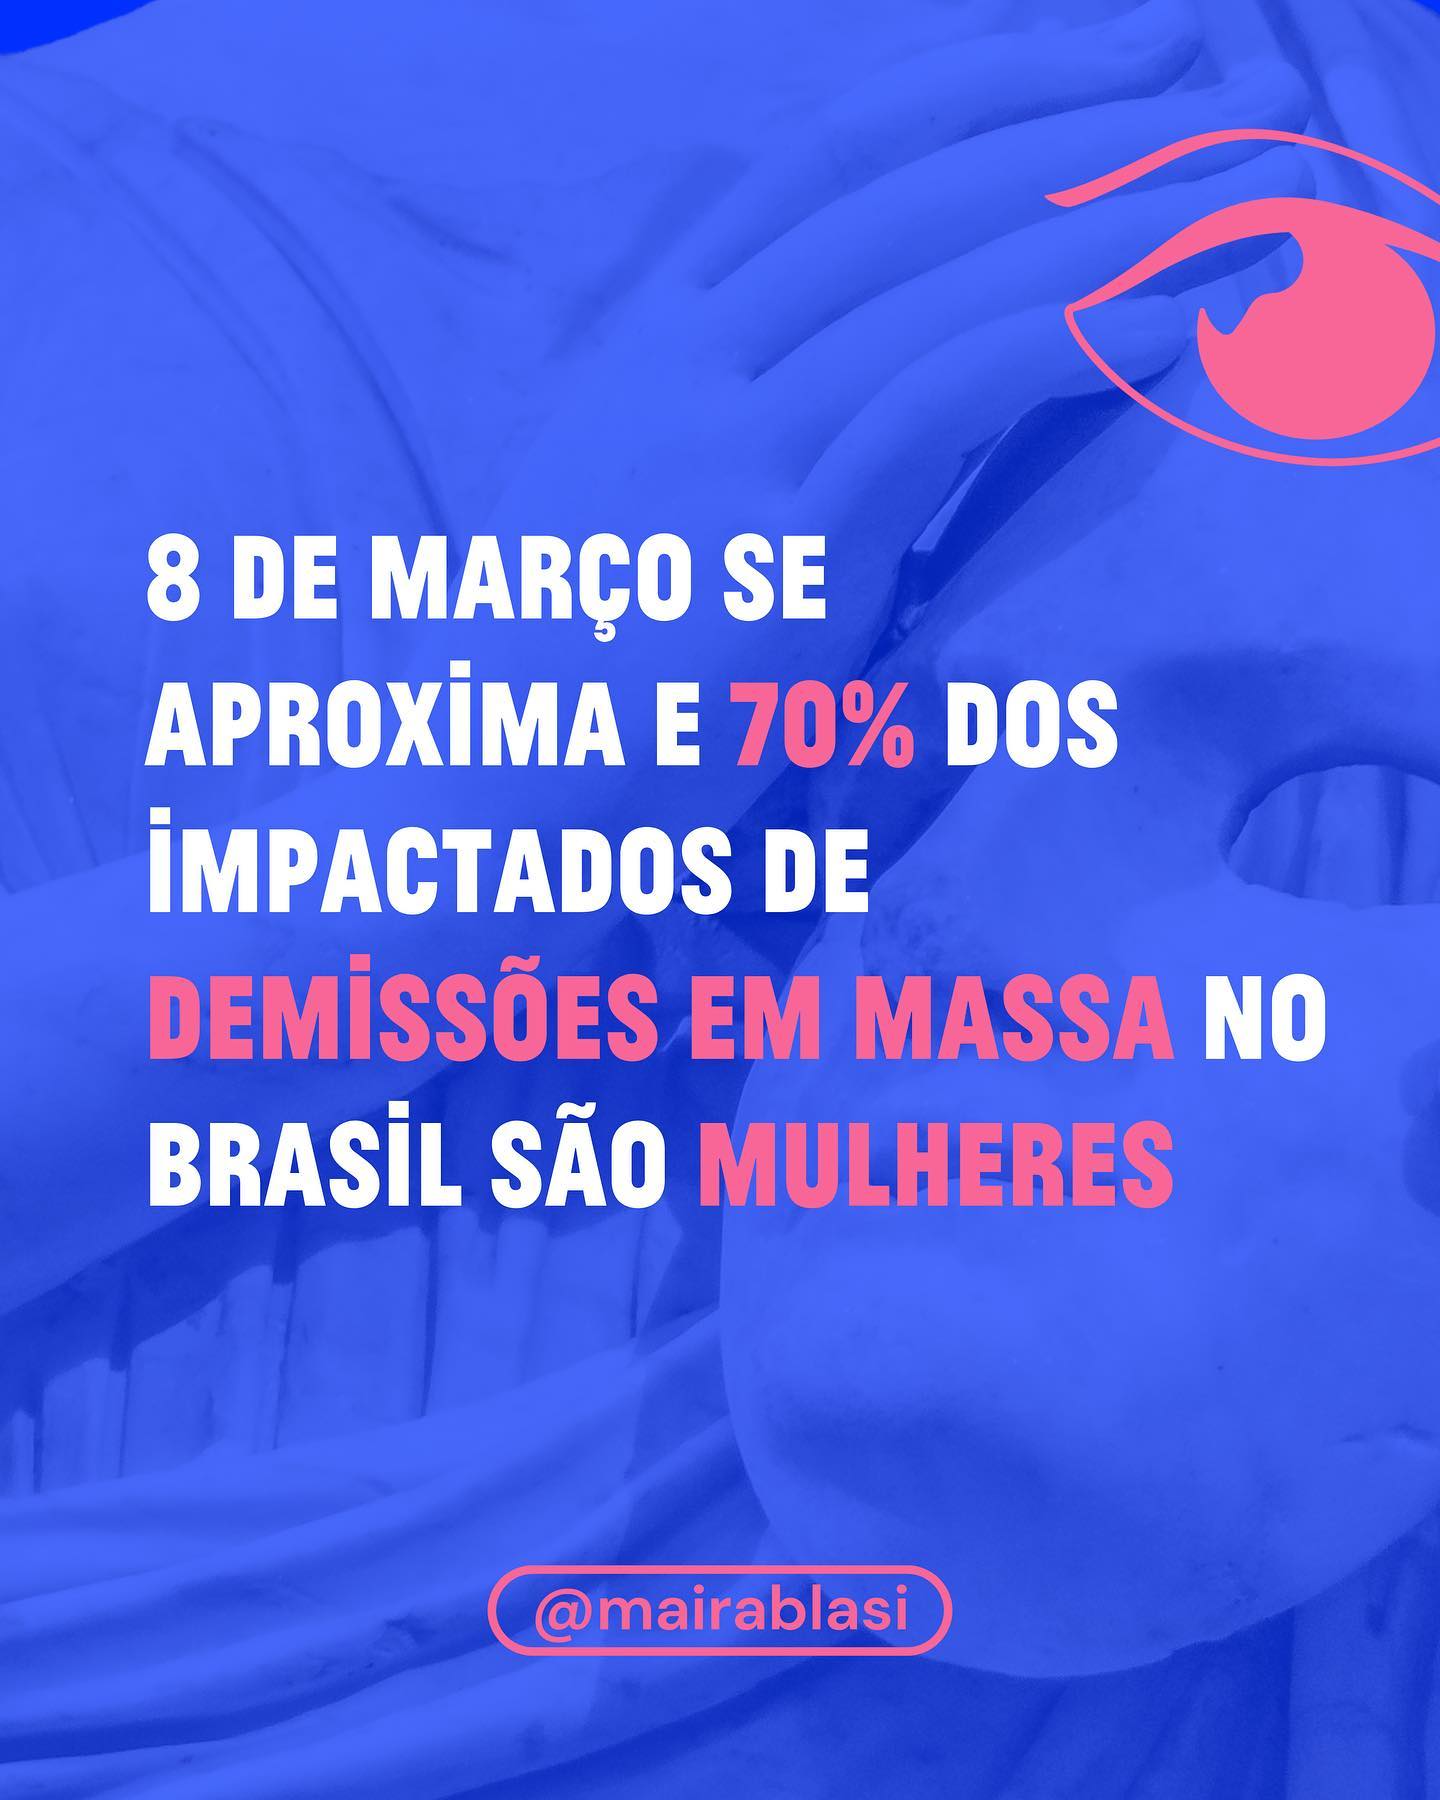 8 DE MARÇO SE
APROXİMA E 70% DOS
İMPACTADOS DE
DEMİSSÕES EM MASSA NO
BRASİL SÃO MULHERES
@mairablasi